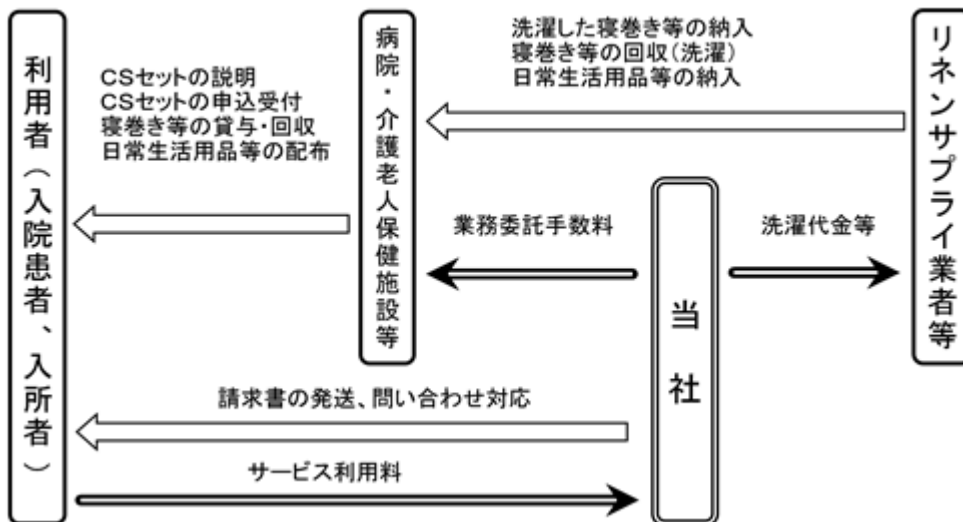 利用者（入院患者、入所者）
CSセットの説明
CSセットの申込受付
寝巻き等の貸与・回収
日常生活用品等の配布
病院・介護老人保健施設等
洗濯した寝巻き等の納入
寝巻き等の回収(洗濯)
日常生活用品等の納入
リネンサプライ業者等
業務委託手数料
洗濯代金等
当社
請求書の発送、問い合わせ対応
サービス利用料